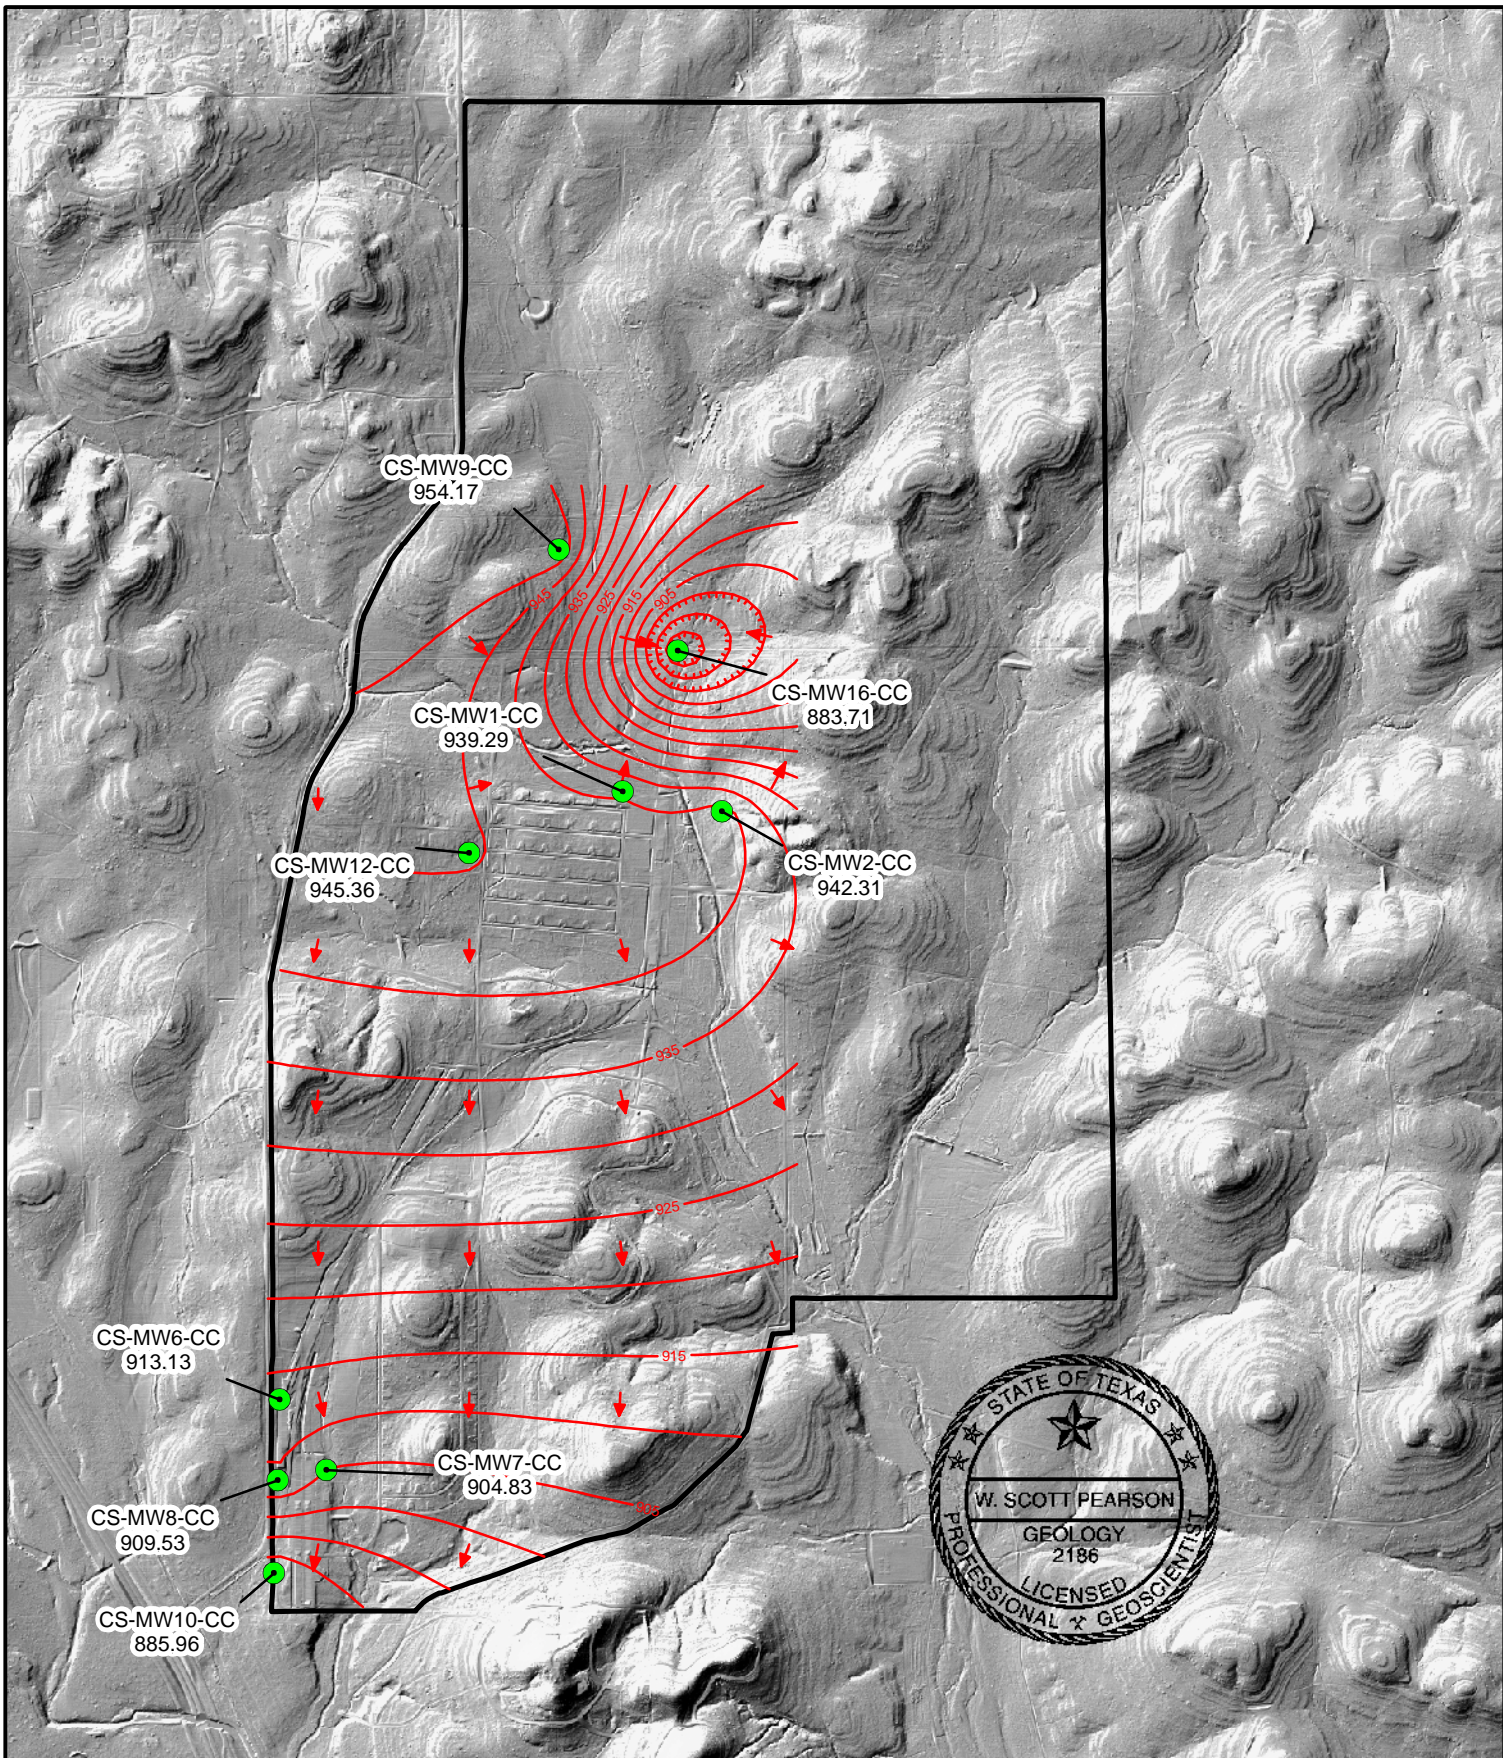 CS-MW9-CC
954.17
945
935
925
915
905
CS-MW16-CC
883.71
CS-MW1-CC
939.29
CS-MW12-CC
945.36
CS-MW2-CC
942.31
935
925
CS-MW6-CC
913.13
915
CS-MW7-CC
904.83
905
CS-MW8-CC
909.53
CS-MW10-CC
885.96
STATE OF TEXAS
W. SCOTT PEARSON
GEOLOGY
2186
LICENSED
PROFESSIONAL GEOSCIENTIST